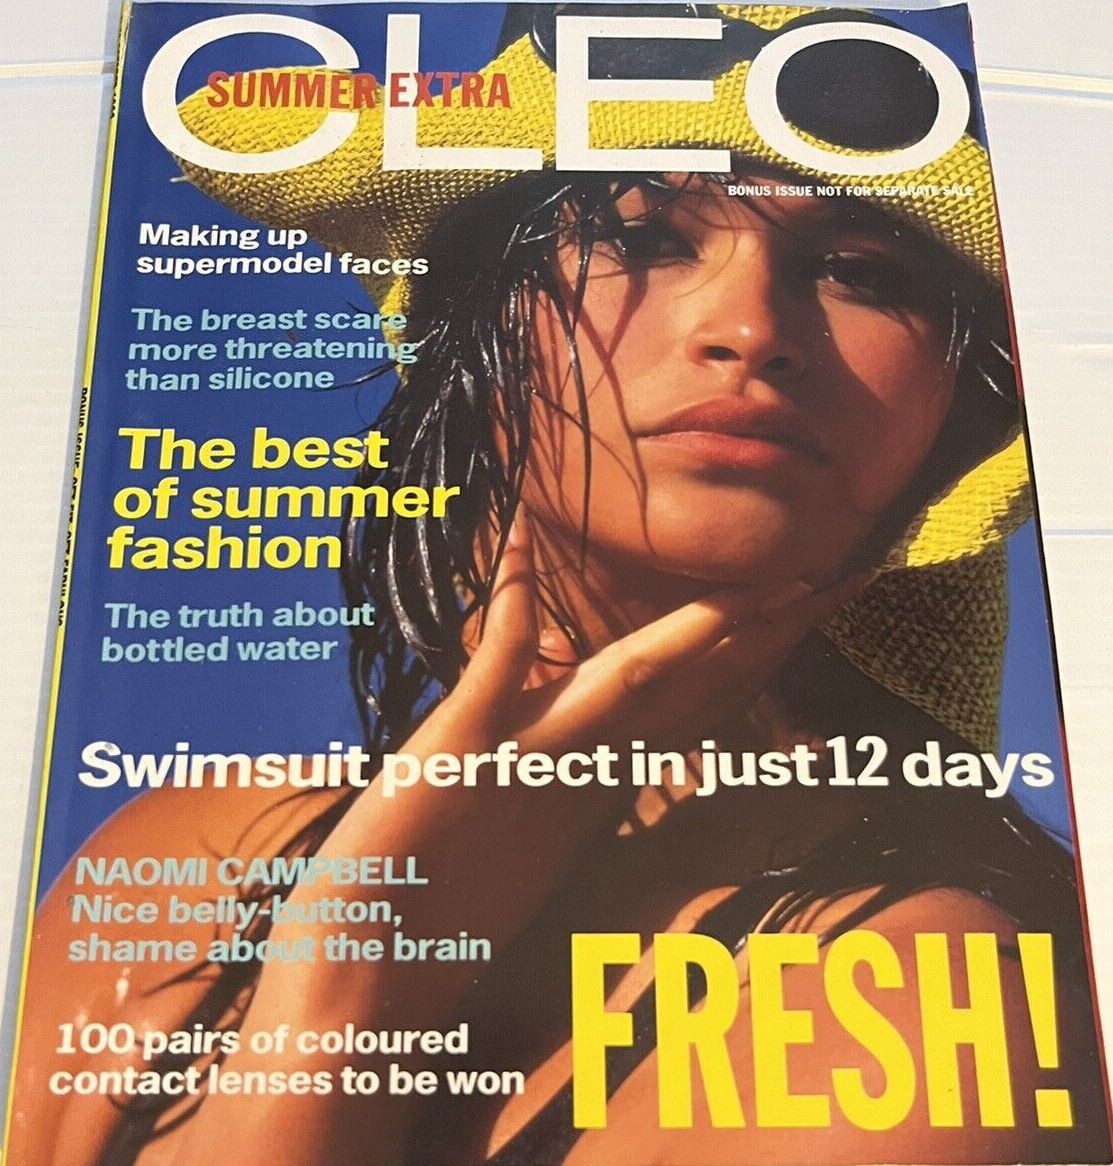 CLEO
SUMMER EXTRA
BONUS ISSUE NOT FOR SEPARATE SALE
Making up
supermodel faces
The breast scare
more threatening
than silicone
The best
of summer
fashion
The truth about
bottled water
Swimsuit perfect in just 12 days
NAOMI CAMPBELL
Nice belly-button,
shame about the brain
FRESH!
100 pairs of coloured
contact lenses to be won